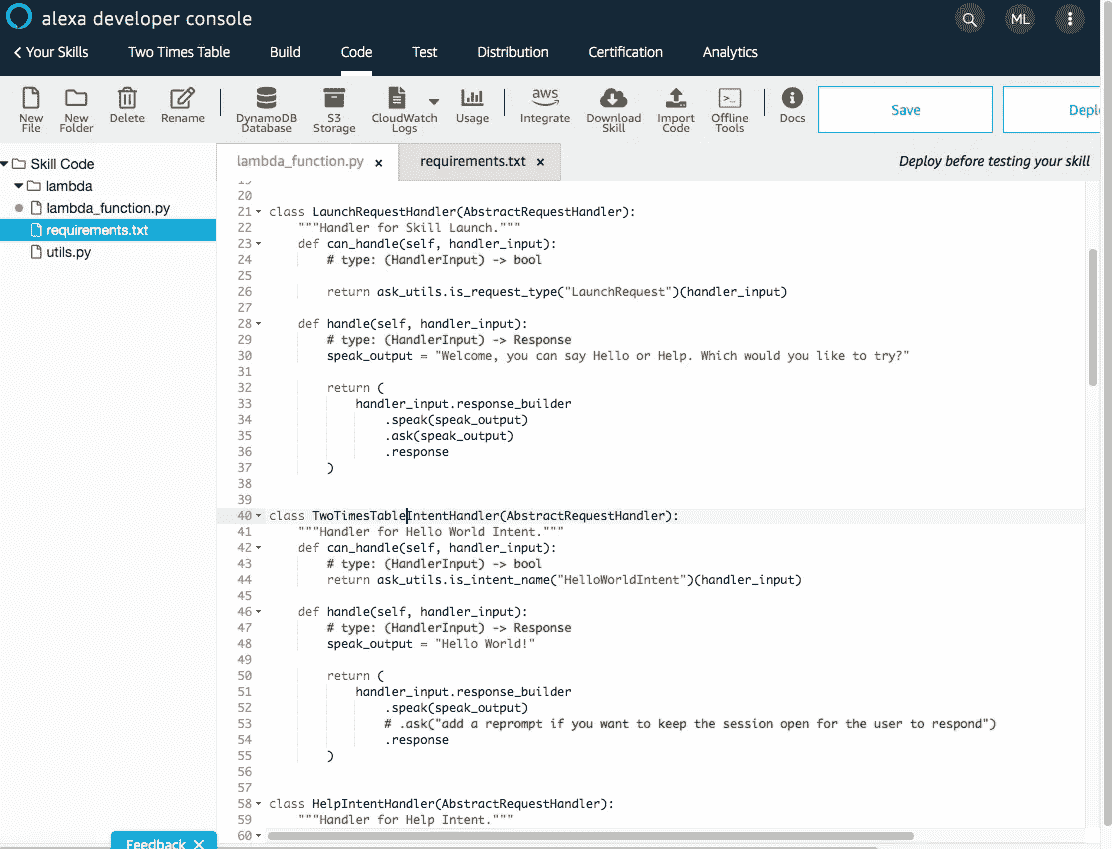 alexa developer console
ML
Your Skills Two Times Table Build Code Test Distribution Certification Analytics
New File New Folder Delete Rename DynamoDB Database S3 Storage CloudWatch Logs Usage aws Integrate Download Skill Import Code Offline Tools Docs Save Deplo
Skill Code
lambda
lambda_function.py
requirements.txt
utils.py
lambda_function.py × requirements.txt × Deploy before testing your skill
19
20
21 class LaunchRequestHandler(AbstractRequestHandler):
22 """Handler for Skill Launch."""
23 def can_handle(self, handler_input):
24 # type: (HandlerInput) -> bool
25
26 return ask_utils.is_request_type("LaunchRequest")(handler_input)
27
28 def handle(self, handler_input):
29 # type: (HandlerInput) -> Response
30 speak_output = "Welcome, you can say Hello or Help. Which would you like to try?"
31
32 return (
33 handler_input.response_builder
34 .speak(speak_output)
35 .ask(speak_output)
36 .response
37 )
38
39
40 class TwoTimesTableIntentHandler(AbstractRequestHandler):
41 """Handler for Hello World Intent."""
42 def can_handle(self, handler_input):
43 # type: (HandlerInput) -> bool
44 return ask_utils.is_intent_name("HelloWorldIntent")(handler_input)
45
46 def handle(self, handler_input):
47 # type: (HandlerInput) -> Response
48 speak_output = "Hello World!"
49
50 return (
51 handler_input.response_builder
52 .speak(speak_output)
53 # .ask("add a reprompt if you want to keep the session open for the user to respond")
54 .response
55 )
56
57
58 class HelpIntentHandler(AbstractRequestHandler):
59 """Handler for Help Intent."""
60
Feedback ×